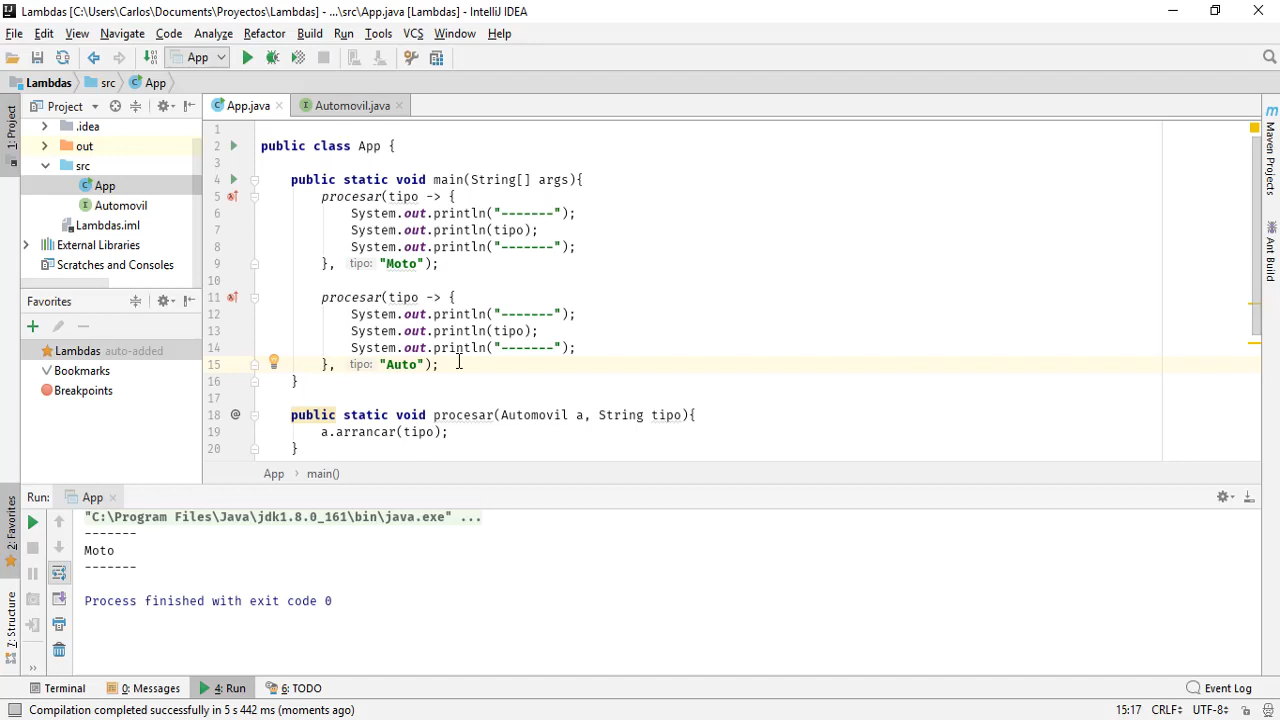 Lambdas [C:\Users\Carlos\Documents\Proyectos\Lambdas] - ...\src\App.java [Lambdas] - IntelliJ IDEA
File Edit View Navigate Code Analyze Refactor Build Run Tools VCS Window Help
App
Lambdas src App
1: Project
Project
App.java Automovil.java
.idea
out
src
App
Automovil
Lambdas.iml
External Libraries
Scratches and Consoles
Favorites
Lambdas auto-added
Bookmarks
Breakpoints
1
2 public class App {
3
4 public static void main(String[] args){
5 procesar(tipo -> {
6 System.out.println("-------");
7 System.out.println(tipo);
8 System.out.println("-------");
9 }, tipo: "Moto");
10
11 procesar(tipo -> {
12 System.out.println("-------");
13 System.out.println(tipo);
14 System.out.println("-------");
15 }, tipo: "Auto");
16 }
17
18 @ public static void procesar(Automovil a, String tipo){
19 a.arrancar(tipo);
20 }
App main()
Maven Projects
Ant Build
2: Favorites
7: Structure
Run: App
"C:\Program Files\Java\jdk1.8.0_161\bin\java.exe" ...
-------
Moto
-------
Process finished with exit code 0
Terminal 0: Messages 4: Run 6: TODO Event Log
Compilation completed successfully in 5 s 442 ms (moments ago) 15:17 CRLF UTF-8